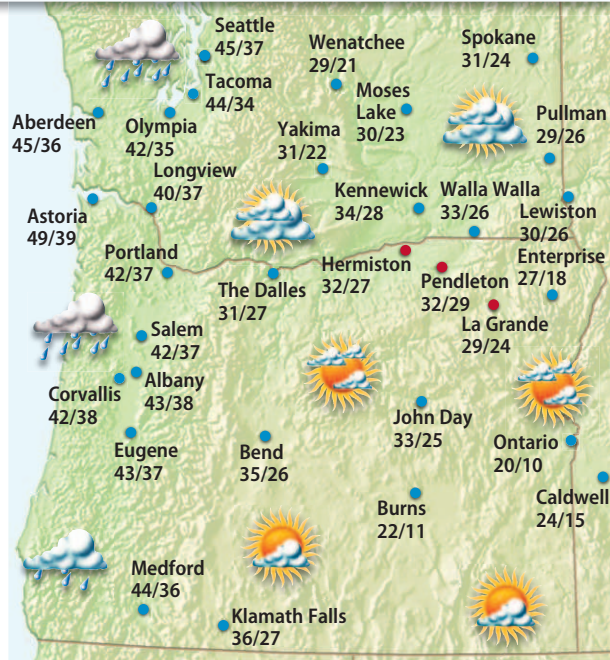 Seattle
45/37
Wenatchee
29/21
Spokane
31/24
Tacoma
44/34
Moses
Lake
30/23
Aberdeen
45/36
Olympia
42/35
Yakima
31/22
Pullman
29/26
Longview
40/37
Kennewick
34/28
Walla Walla
33/26
Lewiston
30/26
Astoria
49/39
Portland
42/37
The Dalles
31/27
Hermiston
32/27
Pendleton
32/29
Enterprise
27/18
La Grande
29/24
Salem
42/37
Corvallis
42/38
Albany
43/38
John Day
33/25
Eugene
43/37
Bend
35/26
Ontario
20/10
Burns
22/11
Caldwell
24/15
Medford
44/36
Klamath Falls
36/27